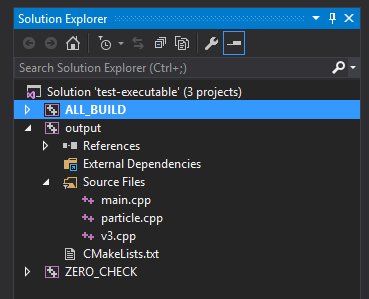 Solution Explorer
Search Solution Explorer (Ctrl+;)
Solution 'test-executable' (3 projects)
ALL_BUILD
output
References
External Dependencies
Source Files
main.cpp
particle.cpp
v3.cpp
CMakeLists.txt
ZERO_CHECK